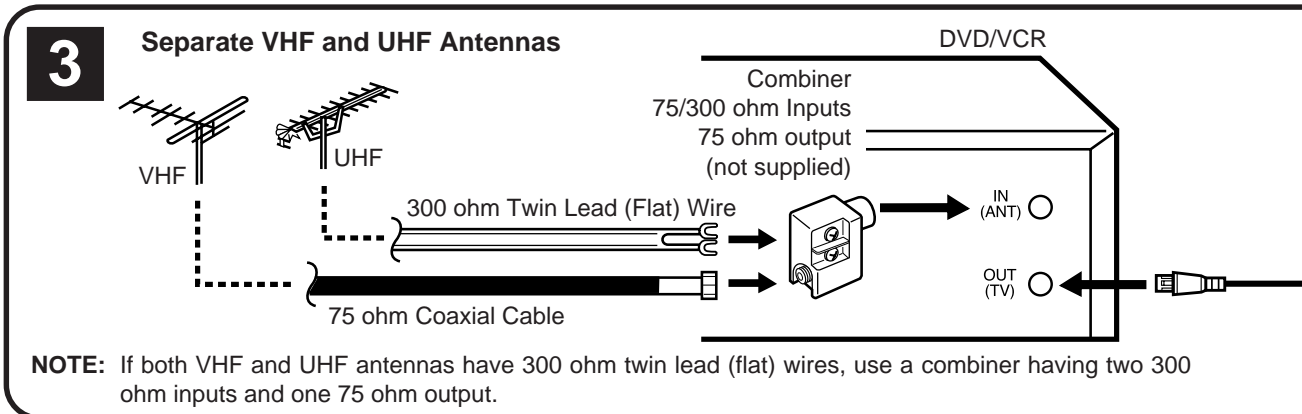 3
Separate VHF and UHF Antennas
DVD/VCR
Combiner
75/300 ohm Inputs
75 ohm output
(not supplied)
VHF
UHF
300 ohm Twin Lead (Flat) Wire
IN
(ANT)
OUT
(TV)
75 ohm Coaxial Cable
NOTE: If both VHF and UHF antennas have 300 ohm twin lead (flat) wires, use a combiner having two 300
ohm inputs and one 75 ohm output.